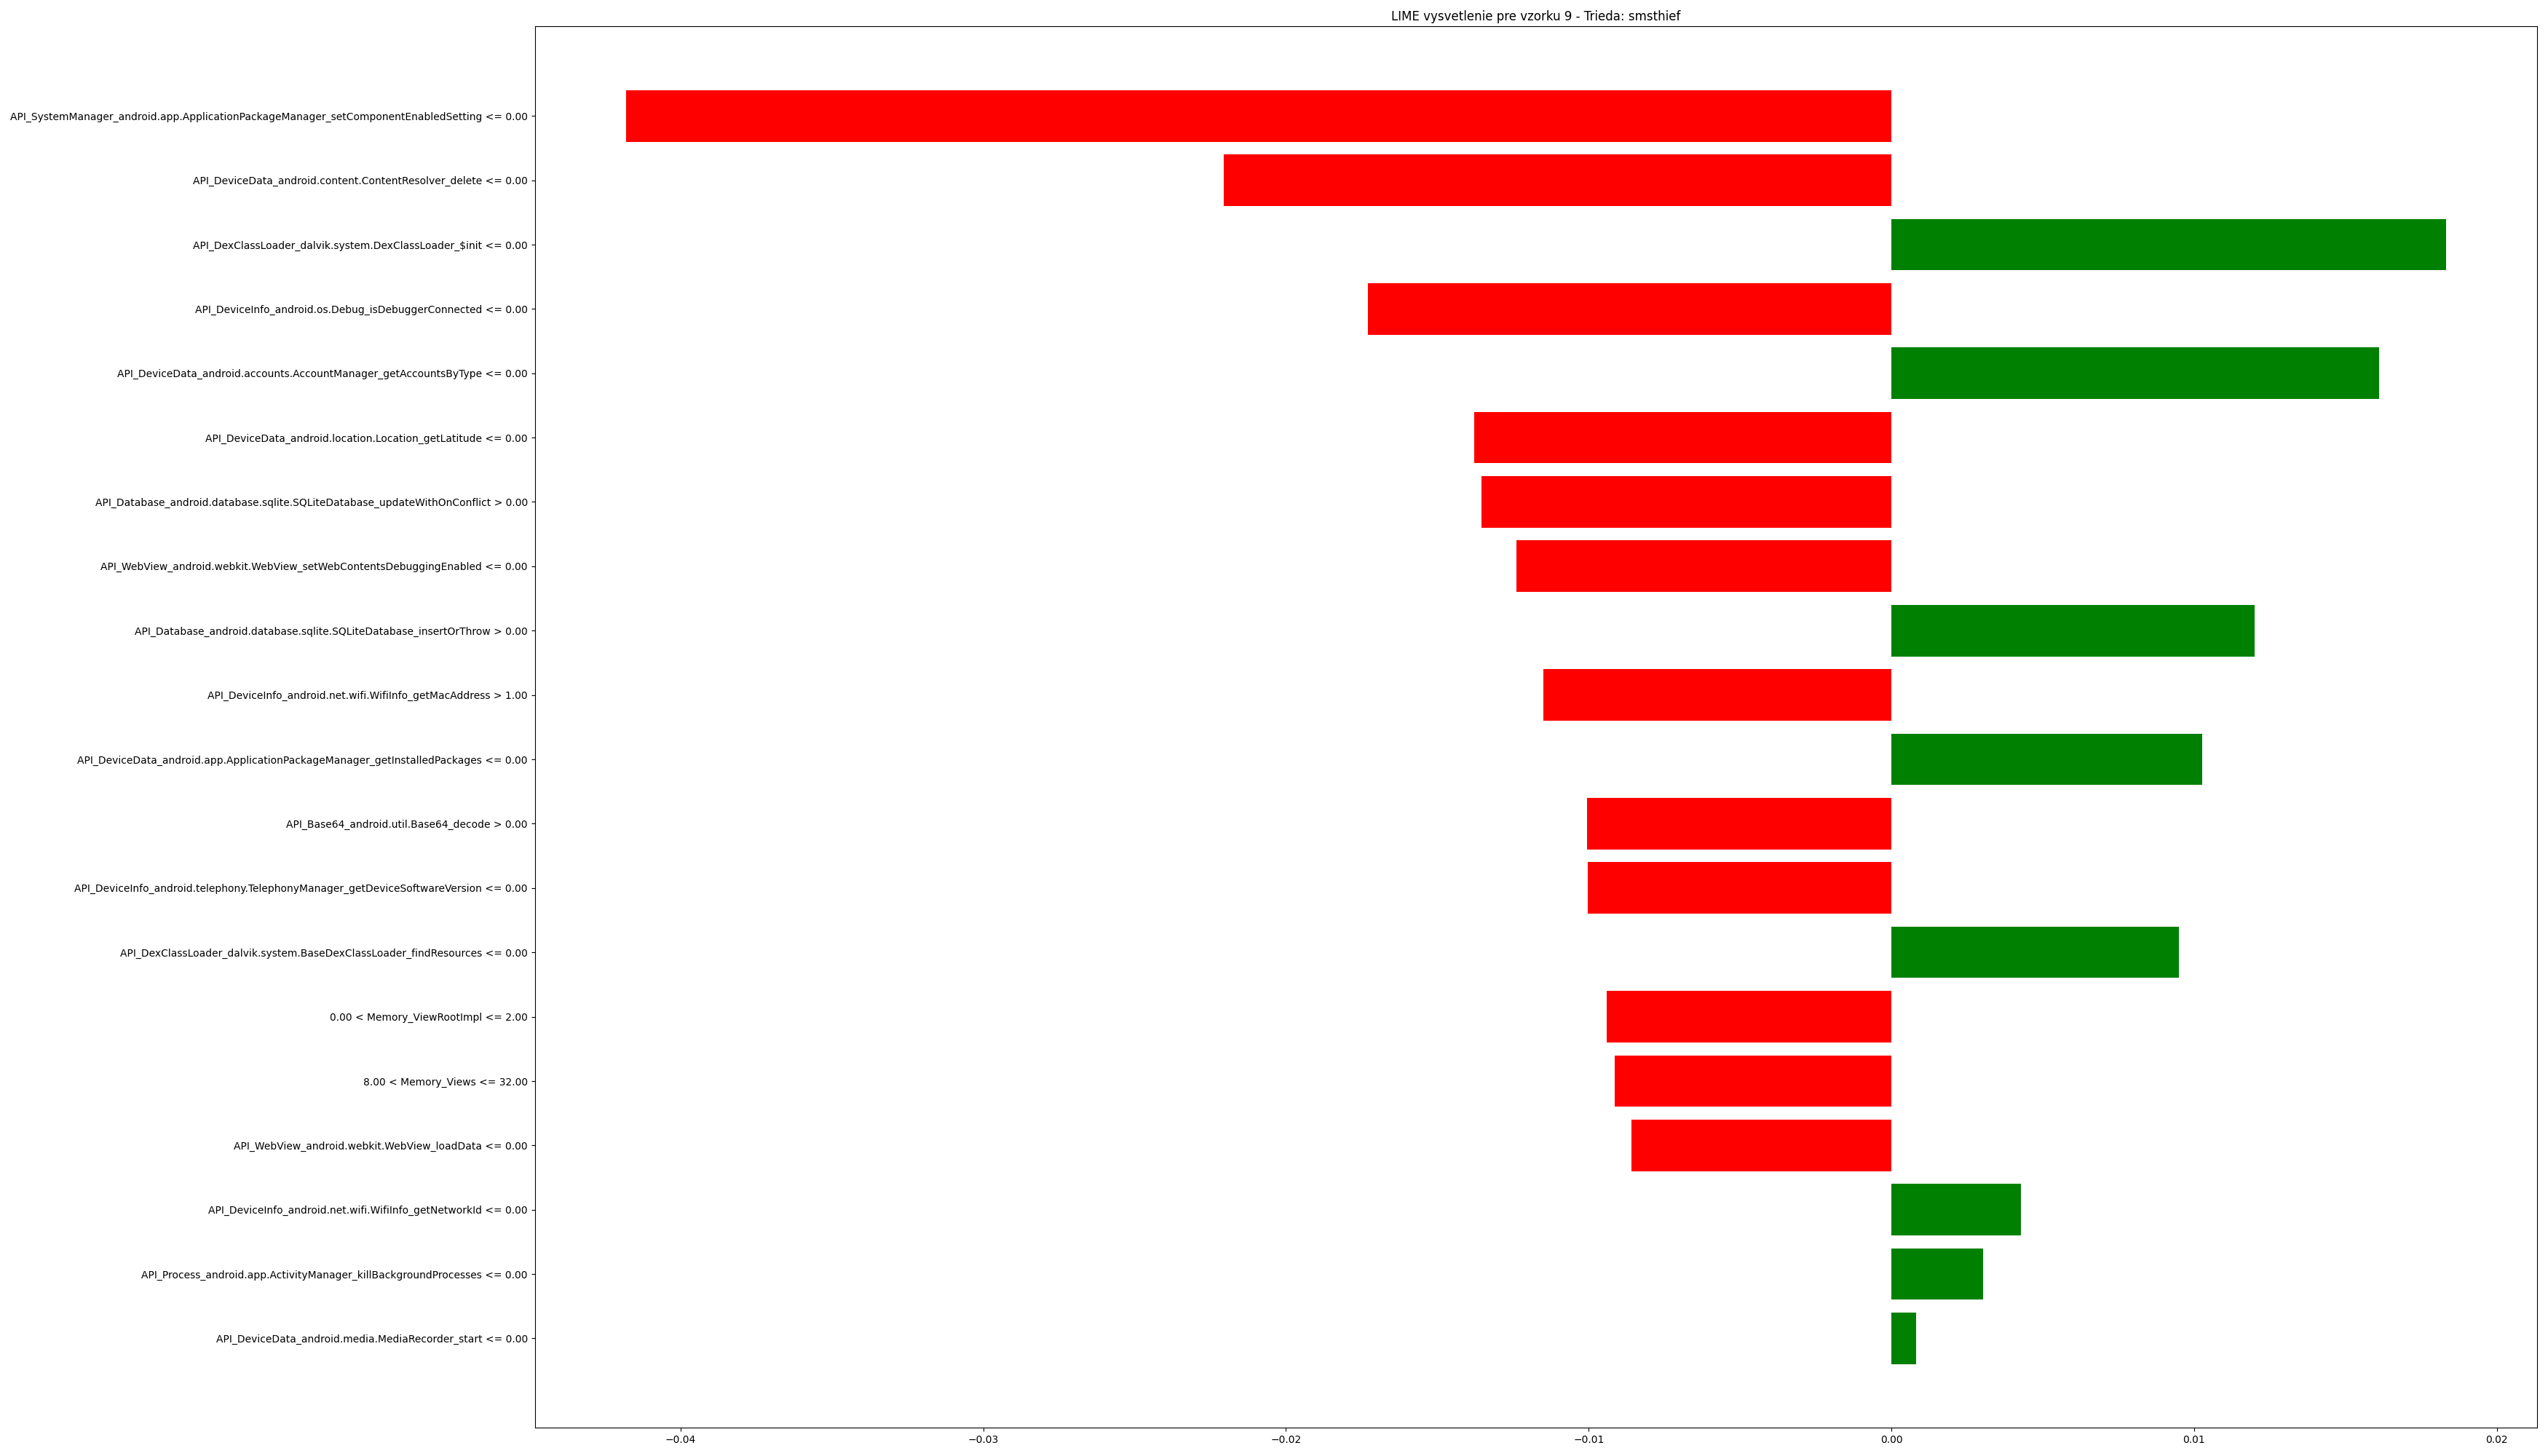 LIME vysvetlenie pre vzorku 9 - Trieda: smsthief
API_SystemManager_android.app.ApplicationPackageManager_setComponentEnabledSetting <= 0.00
API_DeviceData_android.content.ContentResolver_delete <= 0.00
API_DexClassLoader_dalvik.system.DexClassLoader_$init <= 0.00
API_DeviceInfo_android.os.Debug_isDebuggerConnected <= 0.00
API_DeviceData_android.accounts.AccountManager_getAccountsByType <= 0.00
API_DeviceData_android.location.Location_getLatitude <= 0.00
API_Database_android.database.sqlite.SQLiteDatabase_updateWithOnConflict > 0.00
API_WebView_android.webkit.WebView_setWebContentsDebuggingEnabled <= 0.00
API_Database_android.database.sqlite.SQLiteDatabase_insertOrThrow > 0.00
API_DeviceInfo_android.net.wifi.WifiInfo_getMacAddress > 1.00
API_DeviceData_android.app.ApplicationPackageManager_getInstalledPackages <= 0.00
API_Base64_android.util.Base64_decode > 0.00
API_DeviceInfo_android.telephony.TelephonyManager_getDeviceSoftwareVersion <= 0.00
API_DexClassLoader_dalvik.system.BaseDexClassLoader_findResources <= 0.00
0.00 < Memory_ViewRootImpl <= 2.00
8.00 < Memory_Views <= 32.00
API_WebView_android.webkit.WebView_loadData <= 0.00
API_DeviceInfo_android.net.wifi.WifiInfo_getNetworkId <= 0.00
API_Process_android.app.ActivityManager_killBackgroundProcesses <= 0.00
API_DeviceData_android.media.MediaRecorder_start <= 0.00
−0.04 −0.03 −0.02 −0.01 0.00 0.01 0.02